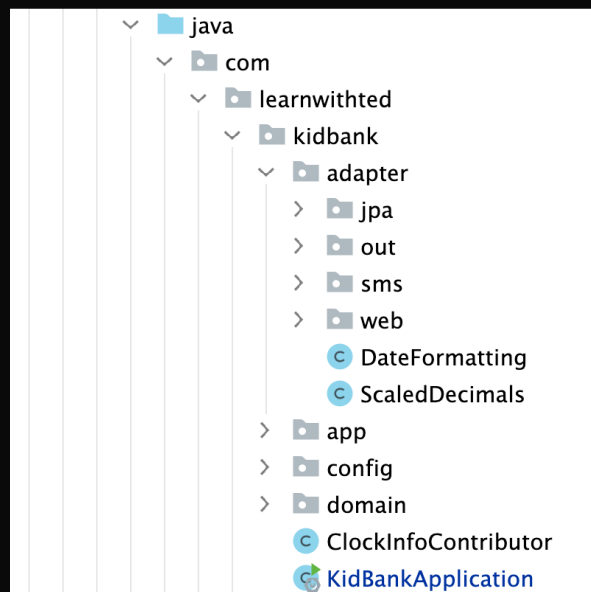 java
com
learnwithted
kidbank
adapter
jpa
out
sms
web
C DateFormatting
C ScaledDecimals
app
config
domain
C ClockInfoContributor
C KidBankApplication